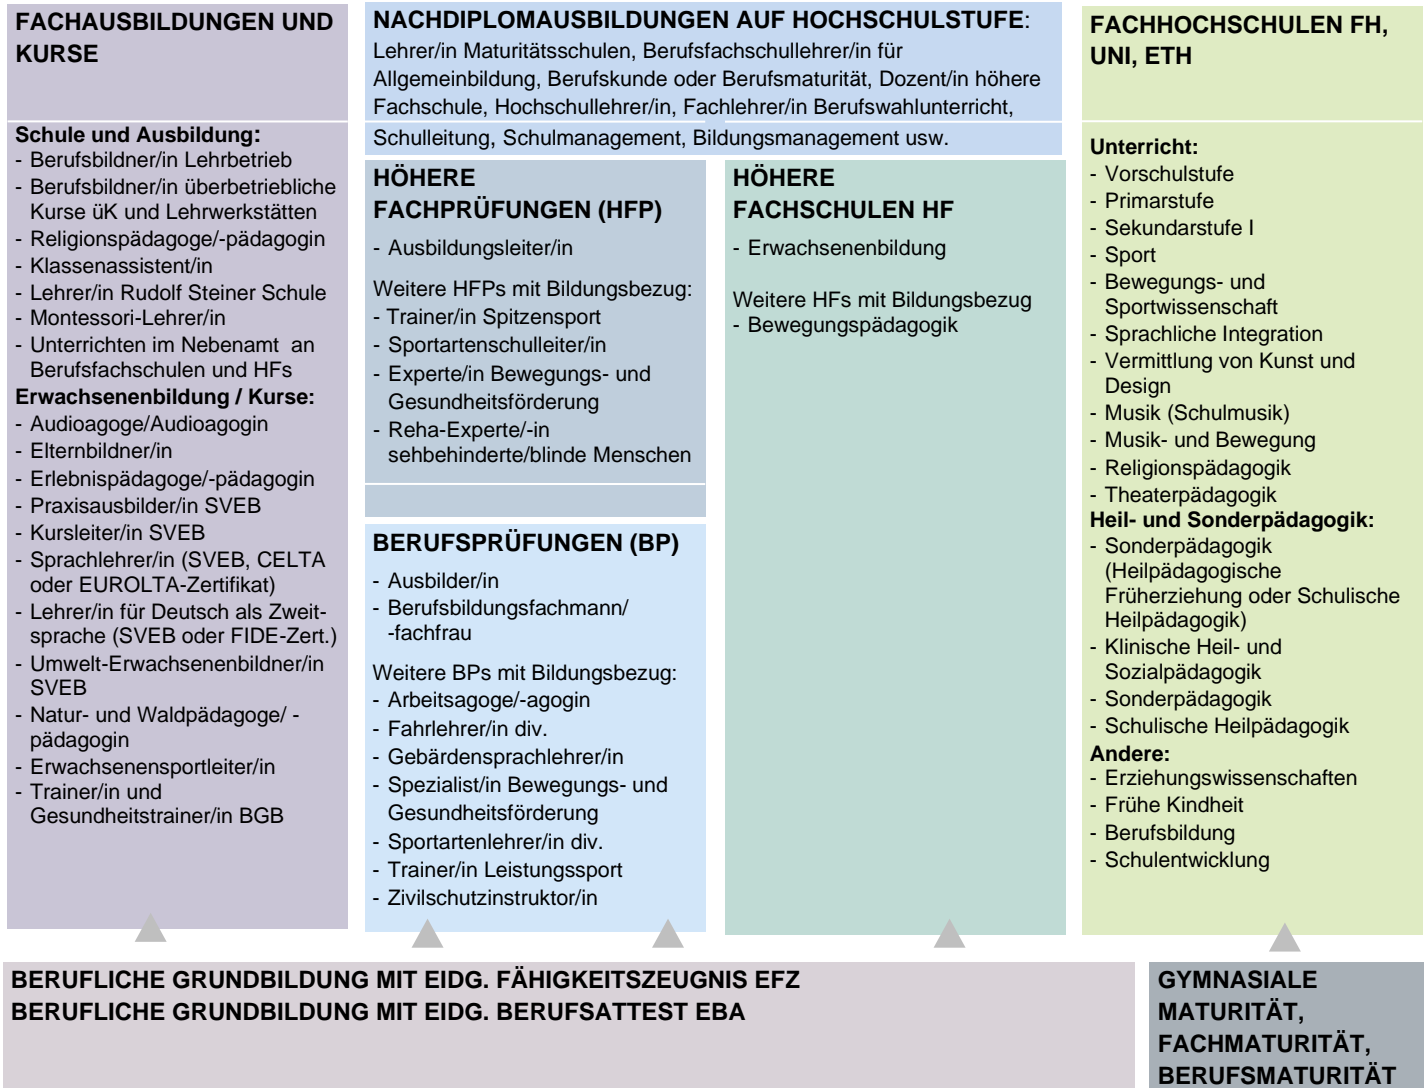 FACHAUSBILDUNGEN UND
KURSE
Schule und Ausbildung:
- Berufsbildner/in Lehrbetrieb
- Berufsbildner/in überbetriebliche
Kurse üK und Lehrwerkstätten
- Religionspädagoge/-pädagogin
- Klassenassistent/in
- Lehrer/in Rudolf Steiner Schule
- Montessori-Lehrer/in
- Unterrichten im Nebenamt an
Berufsfachschulen und HFs
Erwachsenenbildung / Kurse:
- Audioagoge/Audioagogin
- Elternbildner/in
- Erlebnispädagoge/-pädagogin
- Praxisausbilder/in SVEB
- Kursleiter/in SVEB
- Sprachlehrer/in (SVEB, CELTA
oder EUROLTA-Zertifikat)
- Lehrer/in für Deutsch als Zweit-
sprache (SVEB oder FIDE-Zert.)
- Umwelt-Erwachsenenbildner/in
SVEB
- Natur- und Waldpädagoge/ -
pädagogin
- Erwachsenensportleiter/in
- Trainer/in und
Gesundheitstrainer/in BGB
NACHDIPLOMAUSBILDUNGEN AUF HOCHSCHULSTUFE:
Lehrer/in Maturitätsschulen, Berufsfachschullehrer/in für
Allgemeinbildung, Berufskunde oder Berufsmaturität, Dozent/in höhere
Fachschule, Hochschullehrer/in, Fachlehrer/in Berufswahlunterricht,
Schulleitung, Schulmanagement, Bildungsmanagement usw.
HÖHERE
FACHPRÜFUNGEN (HFP)
- Ausbildungsleiter/in
Weitere HFPs mit Bildungsbezug:
- Trainer/in Spitzensport
- Sportartenschulleiter/in
- Experte/in Bewegungs- und
Gesundheitsförderung
- Reha-Experte/-in
sehbehinderte/blinde Menschen
BERUFSPRÜFUNGEN (BP)
- Ausbilder/in
- Berufsbildungsfachmann/
-fachfrau
Weitere BPs mit Bildungsbezug:
- Arbeitsagoge/-agogin
- Fahrlehrer/in div.
- Gebärdensprachlehrer/in
- Spezialist/in Bewegungs- und
Gesundheitsförderung
- Sportartenlehrer/in div.
- Trainer/in Leistungssport
- Zivilschutzinstruktor/in
HÖHERE
FACHSCHULEN HF
- Erwachsenenbildung
Weitere HFs mit Bildungsbezug
- Bewegungspädagogik
FACHHOCHSCHULEN FH,
UNI, ETH
Unterricht:
- Vorschulstufe
- Primarstufe
- Sekundarstufe I
- Sport
- Bewegungs- und
Sportwissenschaft
- Sprachliche Integration
- Vermittlung von Kunst und
Design
- Musik (Schulmusik)
- Musik- und Bewegung
- Religionspädagogik
- Theaterpädagogik
Heil- und Sonderpädagogik:
- Sonderpädagogik
(Heilpädagogische
Früherziehung oder Schulische
Heilpädagogik)
- Klinische Heil- und
Sozialpädagogik
- Sonderpädagogik
- Schulische Heilpädagogik
Andere:
- Erziehungswissenschaften
- Frühe Kindheit
- Berufsbildung
- Schulentwicklung
BERUFLICHE GRUNDBILDUNG MIT EIDG. FÄHIGKEITSZEUGNIS EFZ
BERUFLICHE GRUNDBILDUNG MIT EIDG. BERUFSATTEST EBA
GYMNASIALE
MATURITÄT,
FACHMATURITÄT,
BERUFSMATURITÄT